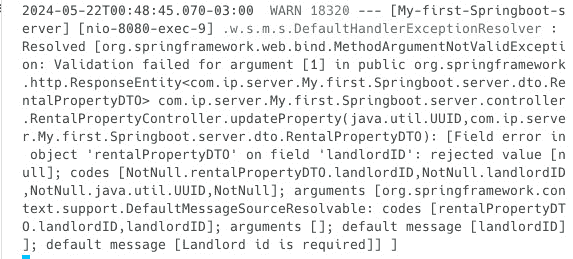 2024-05-22T00:48:45.070-03:00  WARN 18320 --- [My-first-Springboot-s
erver] [nio-8080-exec-9] .w.s.m.s.DefaultHandlerExceptionResolver :
Resolved [org.springframework.web.bind.MethodArgumentNotValidExcepti
on: Validation failed for argument [1] in public org.springframework
.http.ResponseEntity<com.ip.server.My.first.Springboot.server.dto.Re
ntalPropertyDTO> com.ip.server.My.first.Springboot.server.controller
.RentalPropertyController.updateProperty(java.util.UUID,com.ip.serve
r.My.first.Springboot.server.dto.RentalPropertyDTO): [Field error in
 object 'rentalPropertyDTO' on field 'landlordID': rejected value [n
ull]; codes [NotNull.rentalPropertyDTO.landlordID,NotNull.landlordID
,NotNull.java.util.UUID,NotNull]; arguments [org.springframework.con
text.support.DefaultMessageSourceResolvable: codes [rentalPropertyDT
O.landlordID,landlordID]; arguments []; default message [landlordID]
]; default message [Landlord id is required]] ]